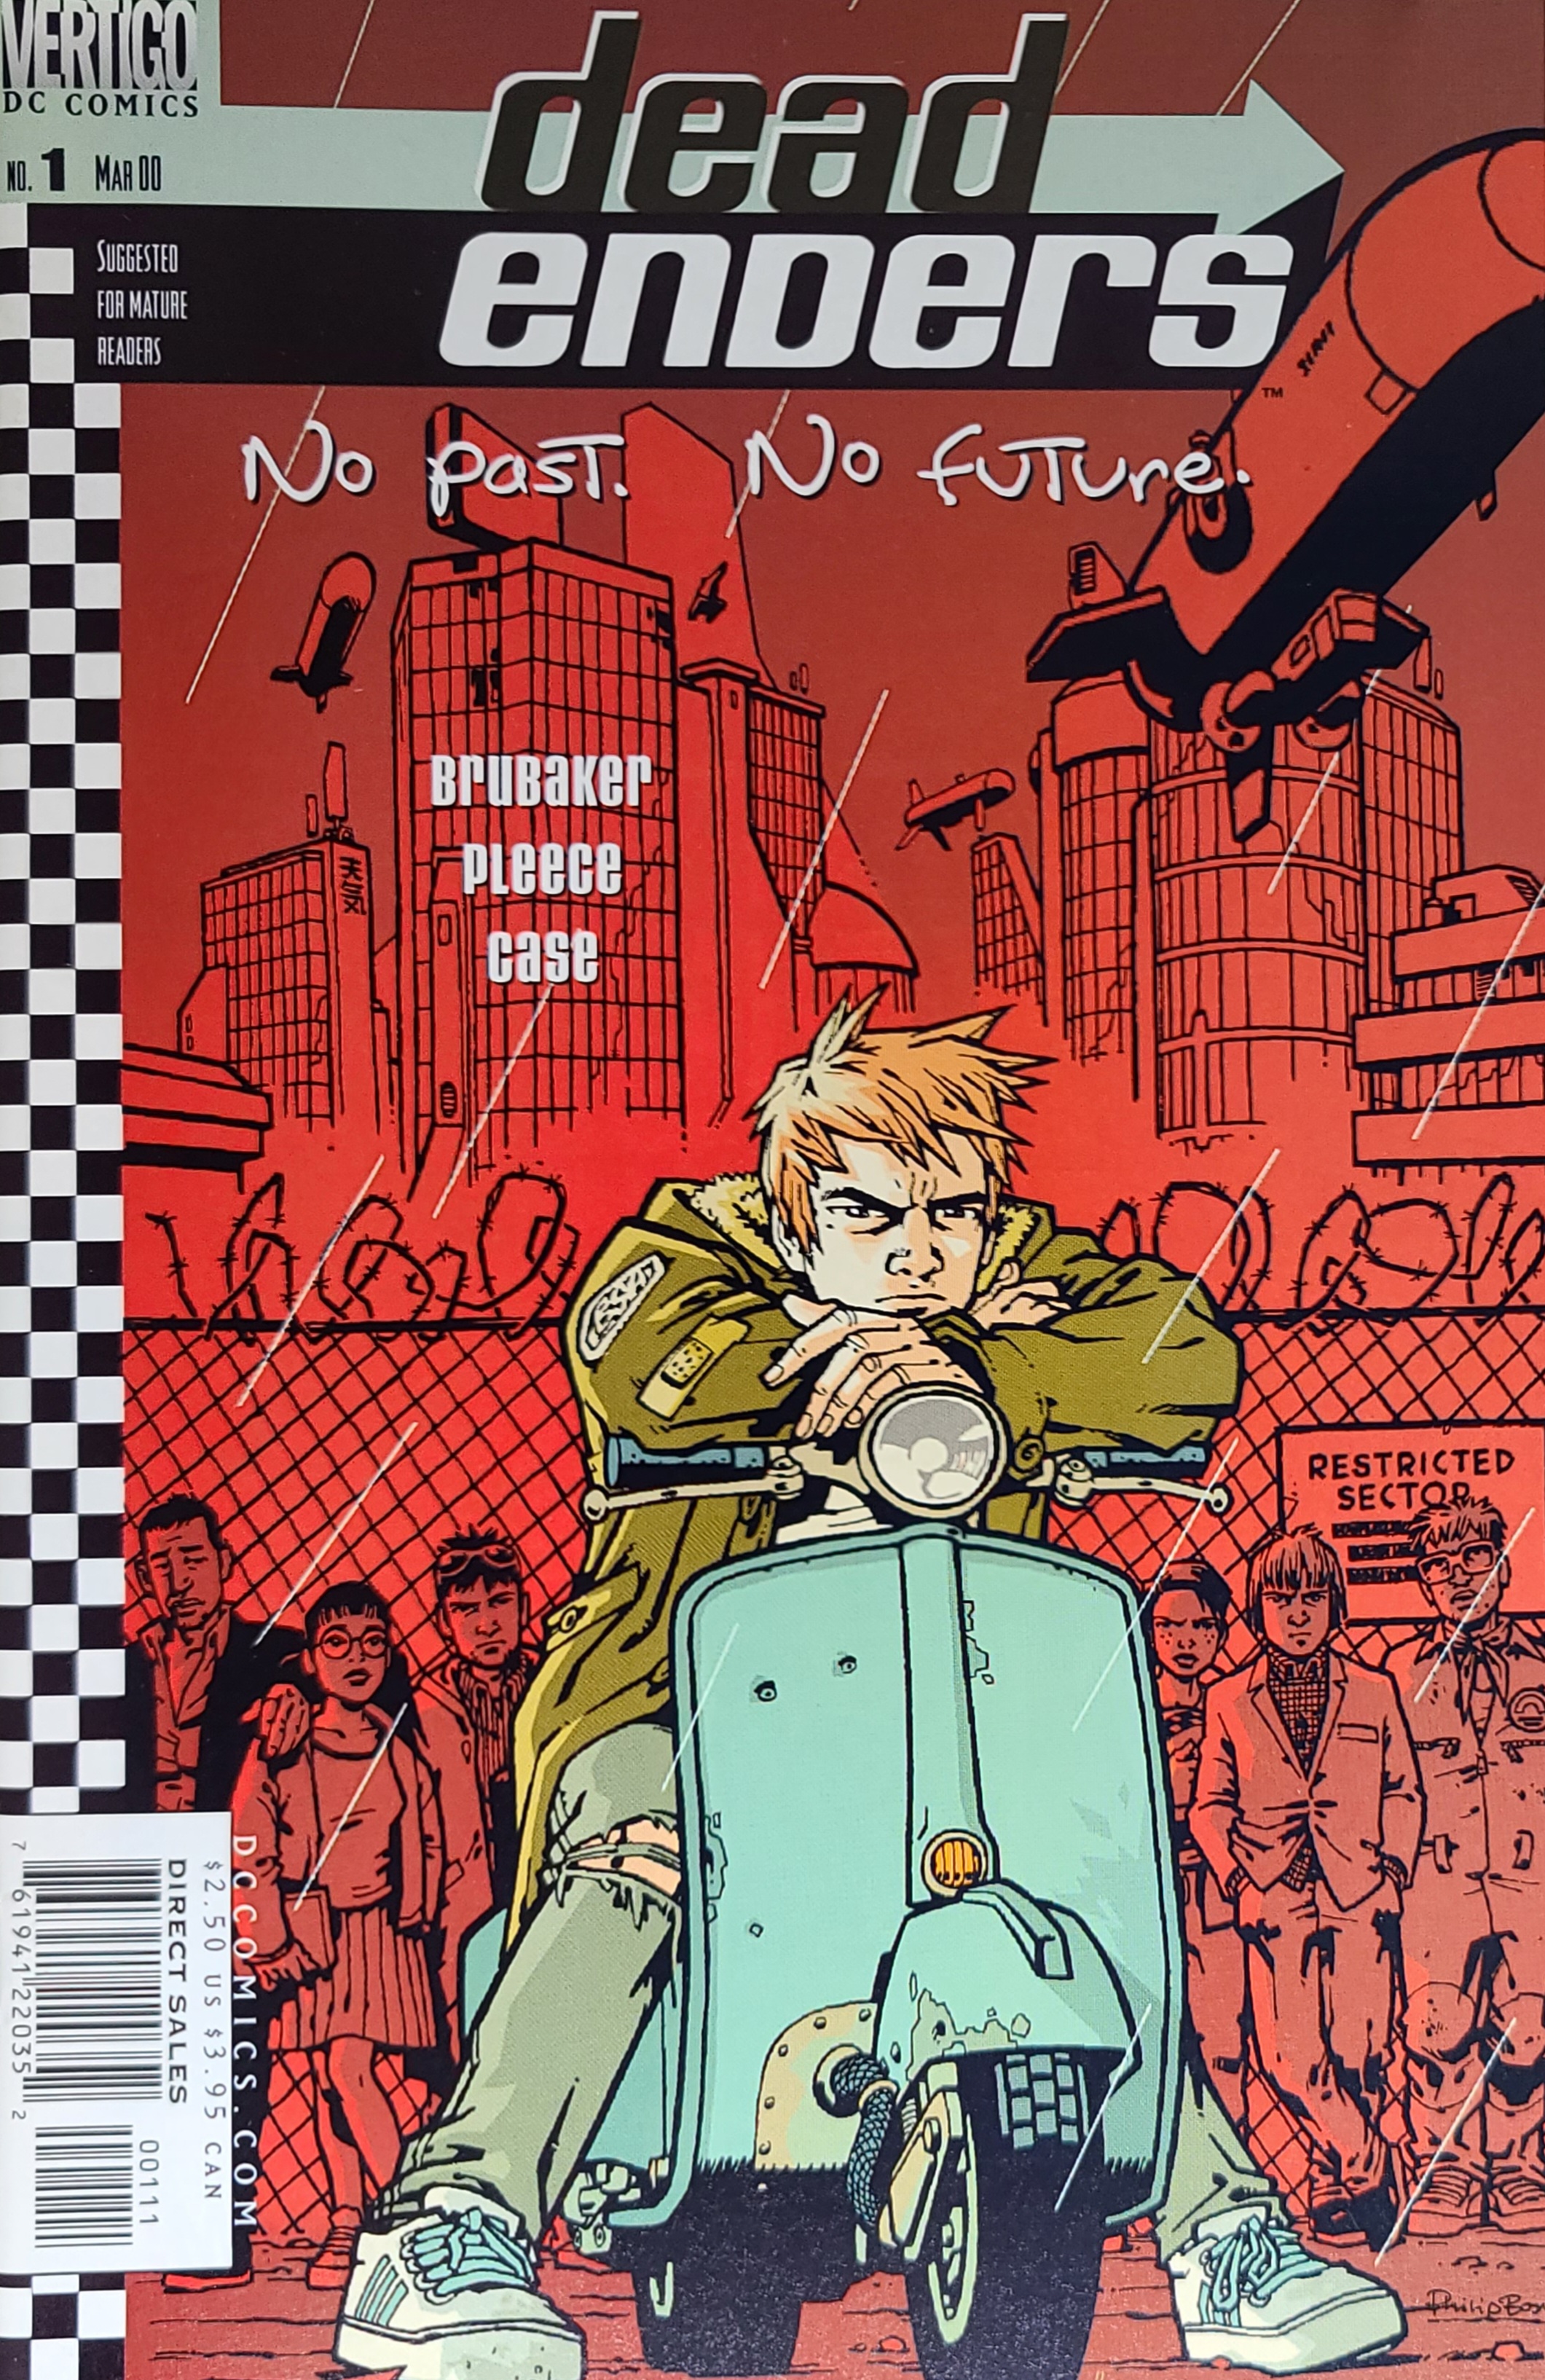 VERTIGO
DC COMICS
NO. 1 MAR 00
SUGGESTED
FOR MATURE
READERS
dead
enders
TM
No past. No future.
Brubaker
Pleece
Case
RESTRICTED
SECTOR
DCCOMICS.COM
$2.50 US $3.95 CAN
DIRECT SALES
7 61941 22035 2
00111